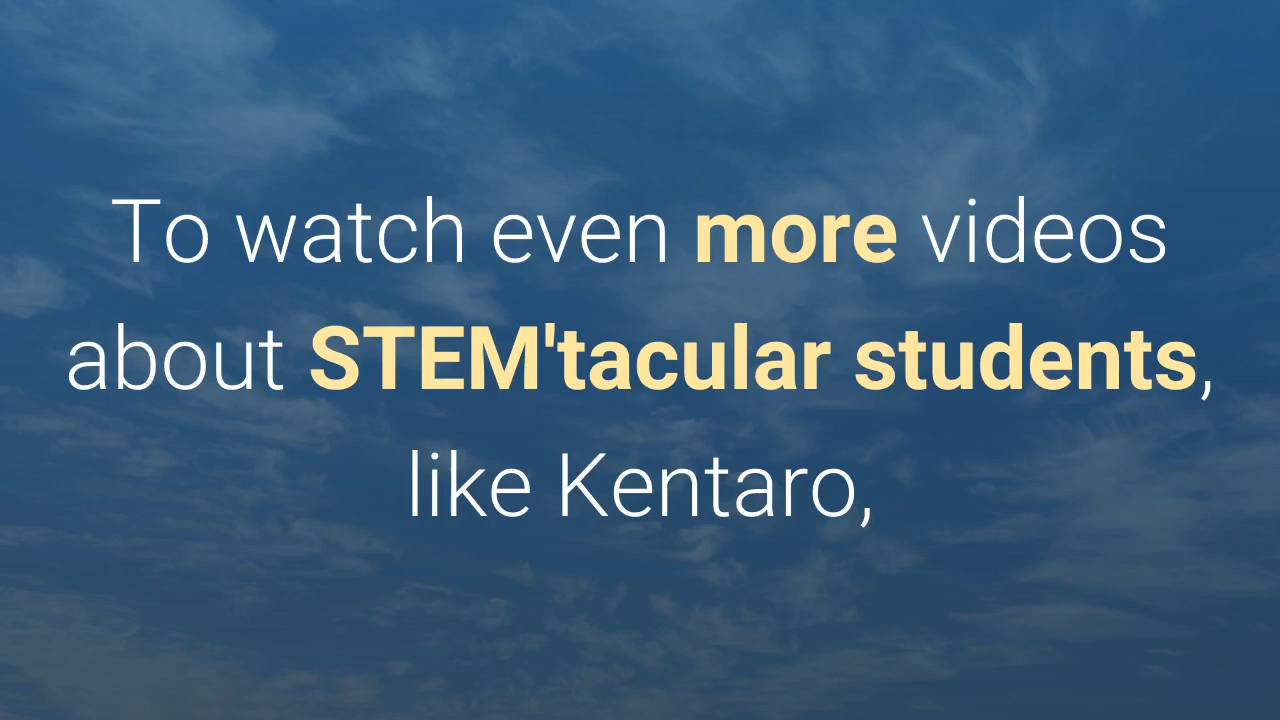 To watch even more videos
about STEM'tacular students,
like Kentaro,